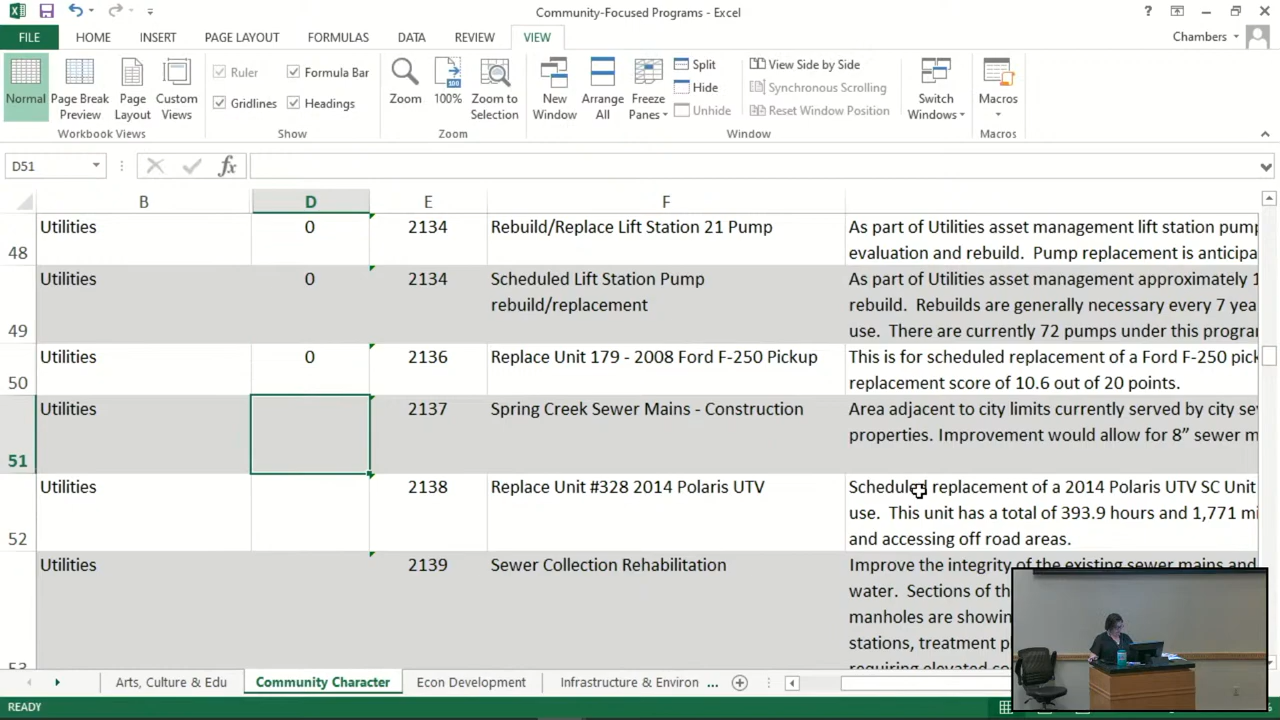 Community-Focused Programs - Excel
?
FILE
HOME
INSERT
PAGE LAYOUT
FORMULAS
DATA
REVIEW
VIEW
Chambers
Normal
Page Break
Preview
Page
Layout
Custom
Views
Workbook Views
Ruler
Formula Bar
Gridlines
Headings
Show
Zoom
100%
Zoom to
Selection
Zoom
New
Window
Arrange
All
Freeze
Panes
Split
Hide
Unhide
View Side by Side
Synchronous Scrolling
Reset Window Position
Window
Switch
Windows
Macros
Macros
D51
fx
B D E F
48 Utilities 0 2134 Rebuild/Replace Lift Station 21 Pump As part of Utilities asset management lift station pump
evaluation and rebuild. Pump replacement is anticipa
49 Utilities 0 2134 Scheduled Lift Station Pump As part of Utilities asset management approximately 1
rebuild/replacement rebuild. Rebuilds are generally necessary every 7 yea
use. There are currently 72 pumps under this program
50 Utilities 0 2136 Replace Unit 179 - 2008 Ford F-250 Pickup This is for scheduled replacement of a Ford F-250 pick
replacement score of 10.6 out of 20 points.
51 Utilities 2137 Spring Creek Sewer Mains - Construction Area adjacent to city limits currently served by city se
properties. Improvement would allow for 8” sewer m
52 Utilities 2138 Replace Unit #328 2014 Polaris UTV Scheduled replacement of a 2014 Polaris UTV SC Unit
use. This unit has a total of 393.9 hours and 1,771 mi
and accessing off road areas.
53 Utilities 2139 Sewer Collection Rehabilitation Improve the integrity of the existing sewer mains and
water. Sections of th
manholes are showin
stations, treatment p
Arts, Culture & Edu
Community Character
Econ Development
Infrastructure & Environ ...
READY